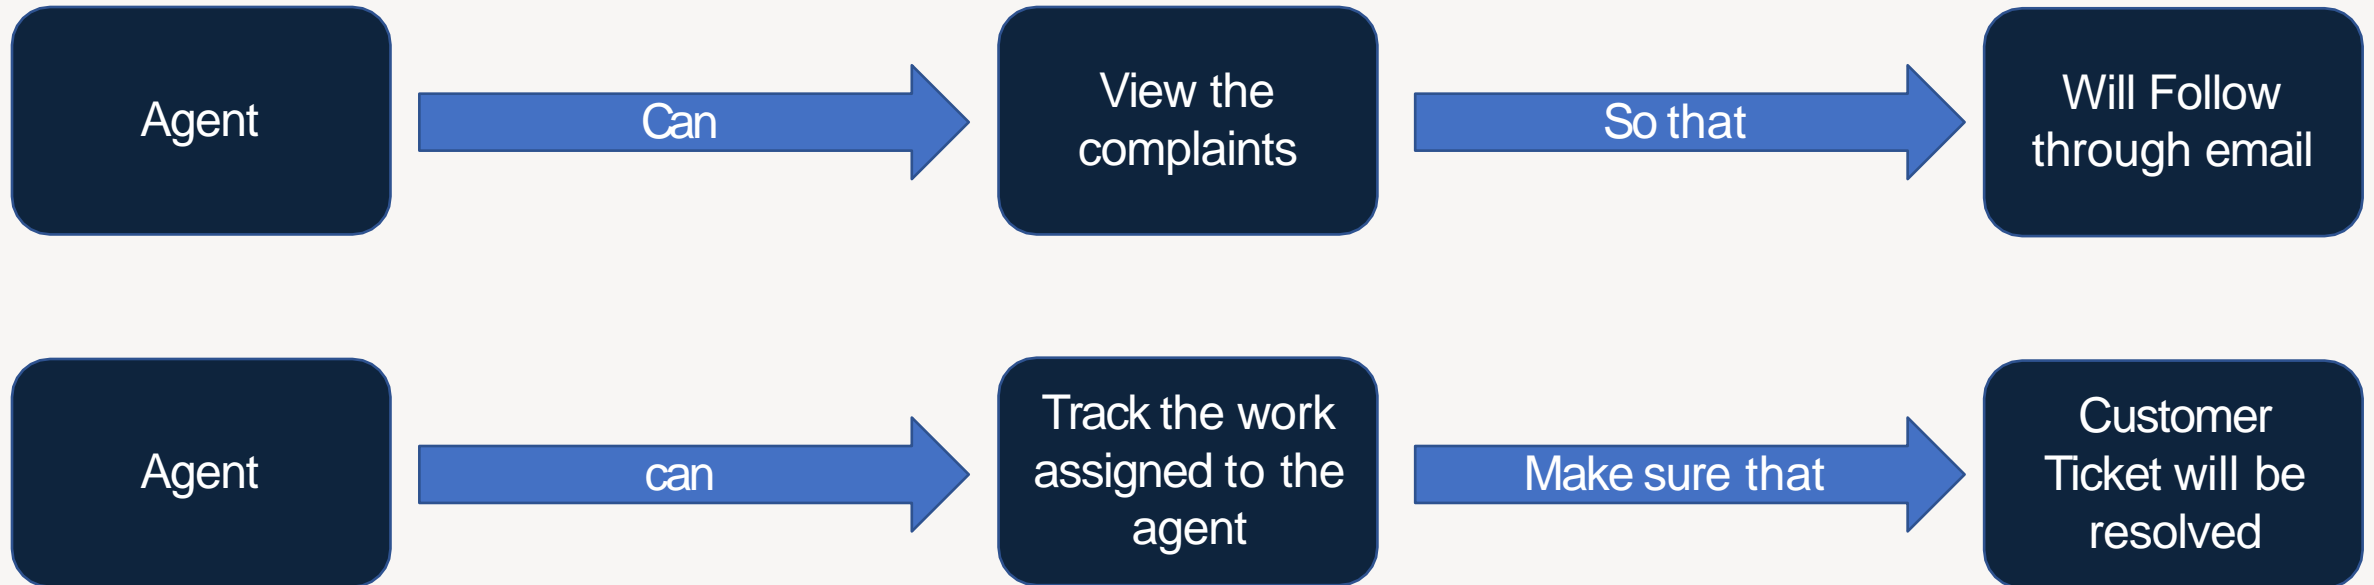 Agent
Can
View the
complaints
So that
Will Follow
through email
Agent
can
Track the work
assigned to the
agent
Make sure that
Customer
Ticket will be
resolved